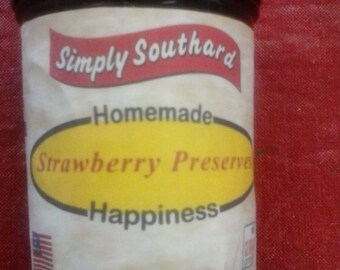 Simply Southard
Homemade
Strawberry Preserves
Happiness